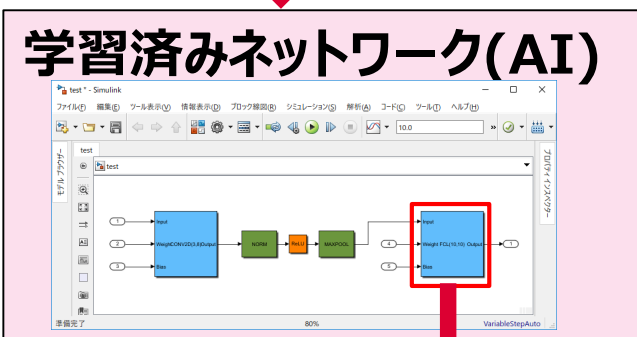 学習済みネットワーク(AI)
test * - Simulink
ファイル(F) 編集(E) ツール表示(V) 情報表示(D) ブロック線図(R) シミュレーション(S) 解析(A) コード(C) ツール(T) ヘルプ(H)
10.0
test
test
モデル ブラウザー
プロパティ インスペクター
1 Input
2 Weight CONV2D(3,8) Output
3 Bias
NORM
ReLU
MAXPOOL
Input
4 Weight FCL(10,10) Output 1
5 Bias
準備完了 80% VariableStepAuto